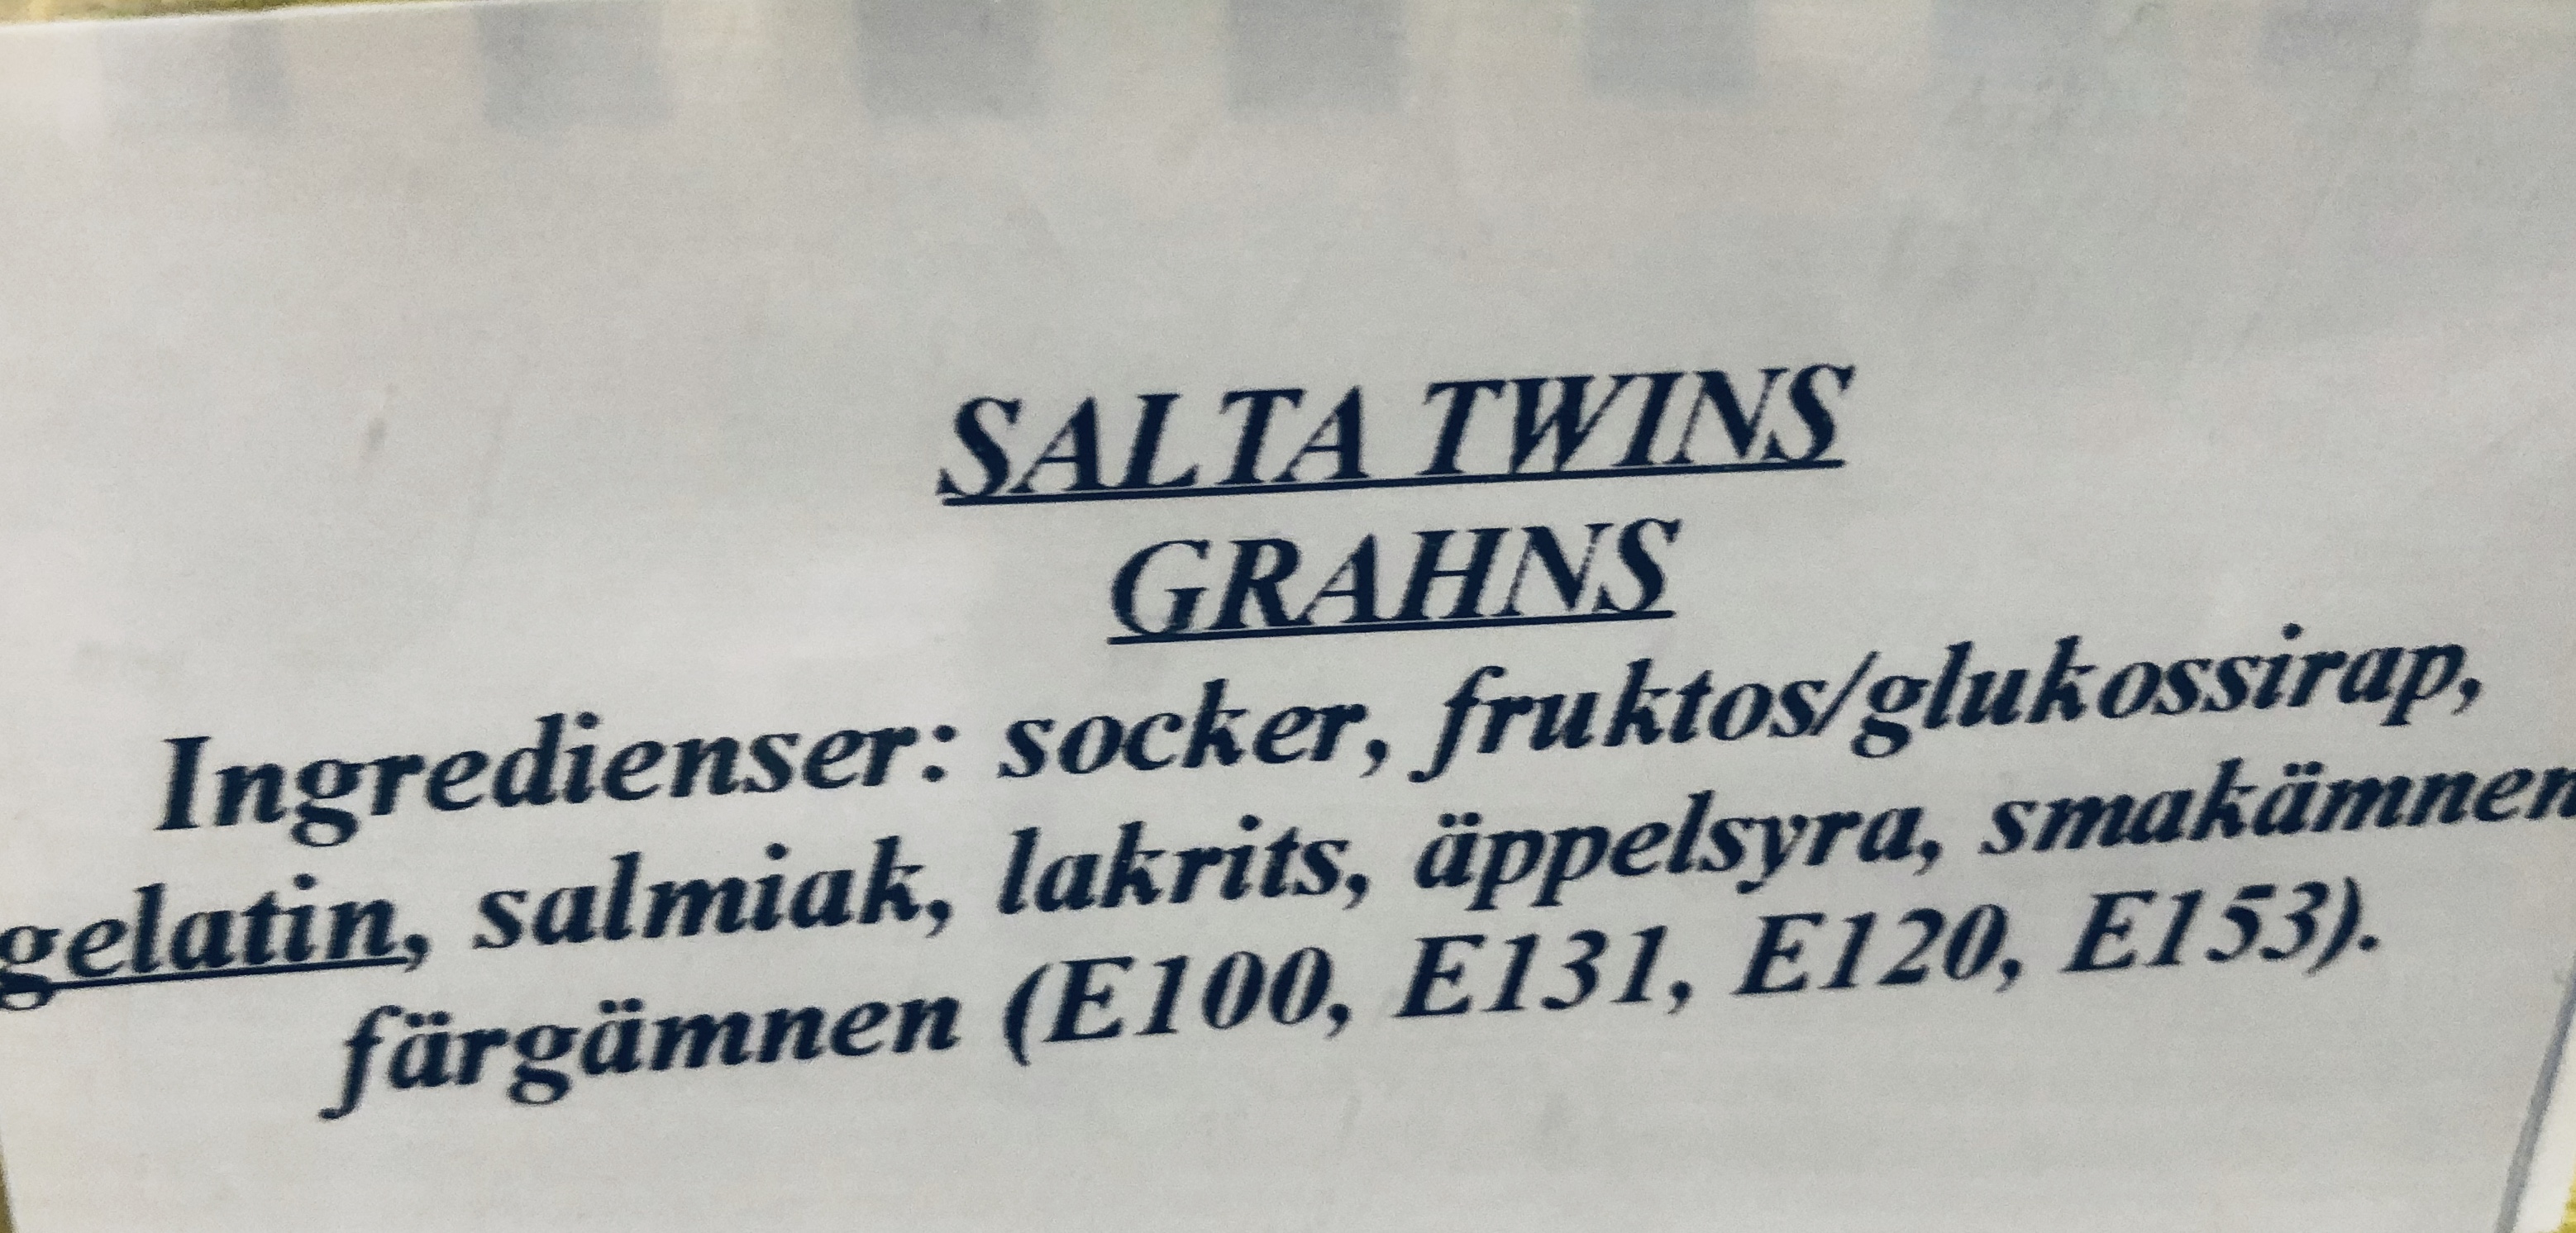 SALTA TWINS
GRAHNS
Ingredienser: socker, fruktos/glukossirap,
gelatin, salmiak, lakrits, äppelsyra, smakämnen
färgämnen (E100, E131, E120, E153).